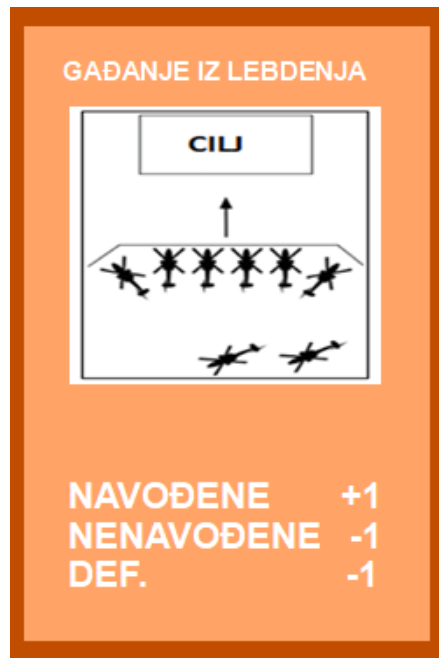 GAĐANJE IZ LEBDENJA
CILJ
NAVOĐENE +1
NENAVOĐENE -1
DEF. -1